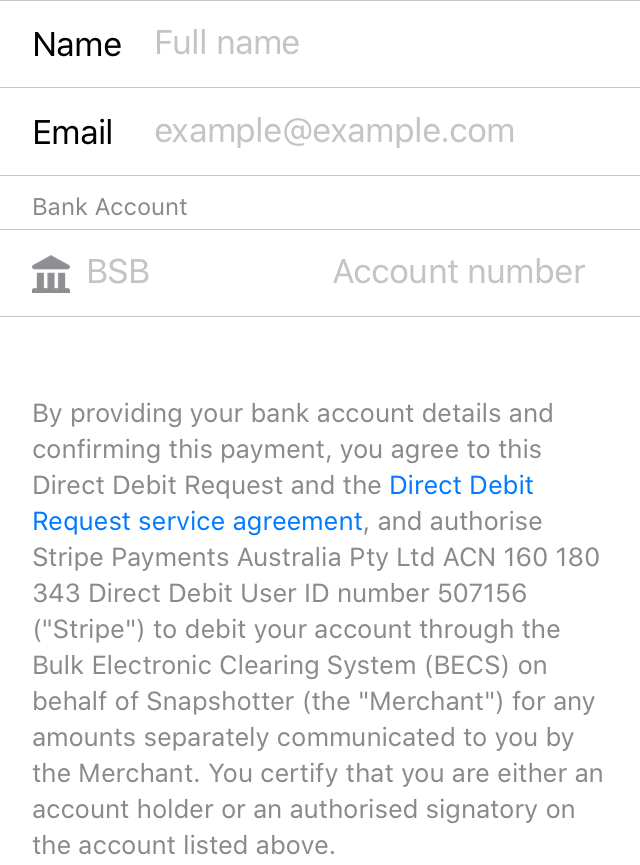 Name Full name
Email example@example.com
Bank Account
BSB Account number
By providing your bank account details and
confirming this payment, you agree to this
Direct Debit Request and the Direct Debit
Request service agreement, and authorise
Stripe Payments Australia Pty Ltd ACN 160 180
343 Direct Debit User ID number 507156
("Stripe") to debit your account through the
Bulk Electronic Clearing System (BECS) on
behalf of Snapshotter (the "Merchant") for any
amounts separately communicated to you by
the Merchant. You certify that you are either an
account holder or an authorised signatory on
the account listed above.